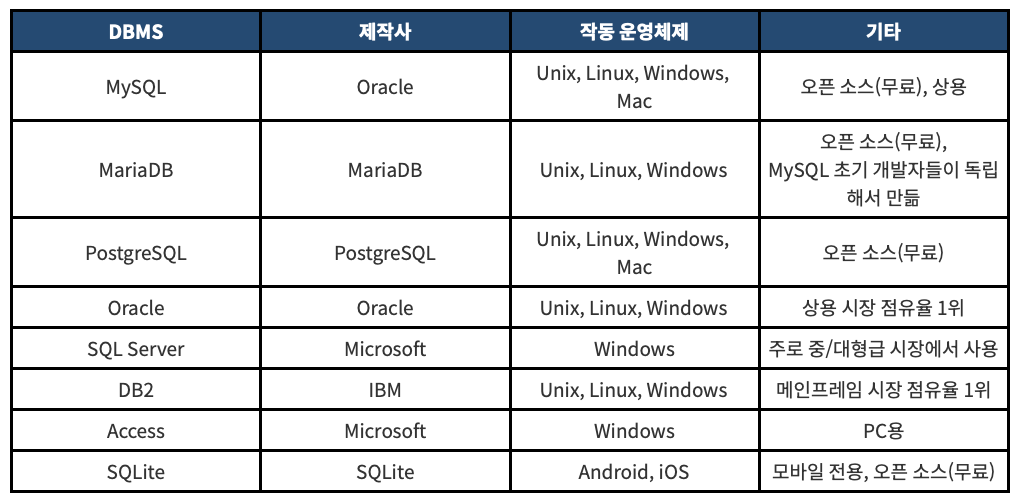 DBMS 제작사 작동 운영체제 기타
MySQL Oracle Unix, Linux, Windows, Mac 오픈 소스(무료), 상용
MariaDB MariaDB Unix, Linux, Windows 오픈 소스(무료), MySQL 초기 개발자들이 독립해서 만듦
PostgreSQL PostgreSQL Unix, Linux, Windows, Mac 오픈 소스(무료)
Oracle Oracle Unix, Linux, Windows 상용 시장 점유율 1위
SQL Server Microsoft Windows 주로 중/대형급 시장에서 사용
DB2 IBM Unix, Linux, Windows 메인프레임 시장 점유율 1위
Access Microsoft Windows PC용
SQLite SQLite Android, iOS 모바일 전용, 오픈 소스(무료)